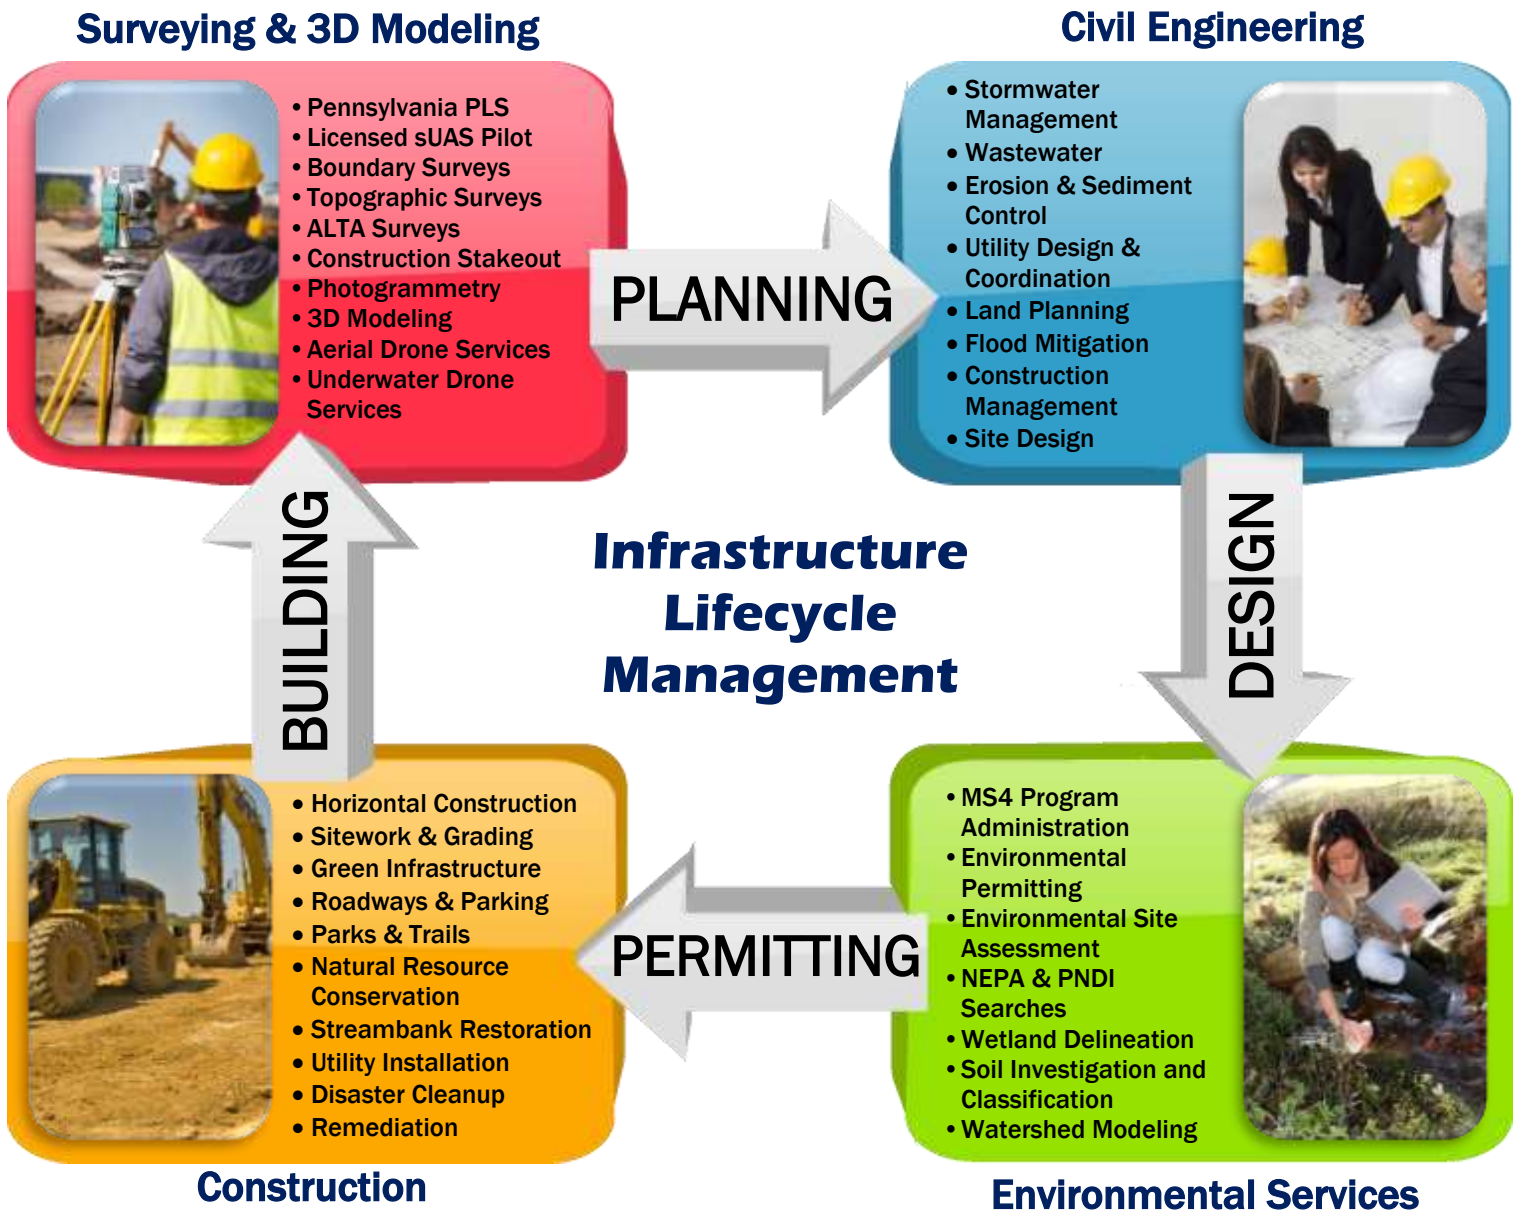 Surveying & 3D Modeling
• Pennsylvania PLS
• Licensed sUAS Pilot
• Boundary Surveys
• Topographic Surveys
• ALTA Surveys
• Construction Stakeout
• Photogrammetry
• 3D Modeling
• Aerial Drone Services
• Underwater Drone
Services
PLANNING
Civil Engineering
• Stormwater
Management
• Wastewater
• Erosion & Sediment
Control
• Utility Design &
Coordination
• Land Planning
• Flood Mitigation
• Construction
Management
• Site Design
BUILDING
Infrastructure
Lifecycle
Management
DESIGN
• Horizontal Construction
• Sitework & Grading
• Green Infrastructure
• Roadways & Parking
• Parks & Trails
• Natural Resource
Conservation
• Streambank Restoration
• Utility Installation
• Disaster Cleanup
• Remediation
Construction
PERMITTING
• MS4 Program
Administration
• Environmental
Permitting
• Environmental Site
Assessment
• NEPA & PNDI
Searches
• Wetland Delineation
• Soil Investigation and
Classification
• Watershed Modeling
Environmental Services